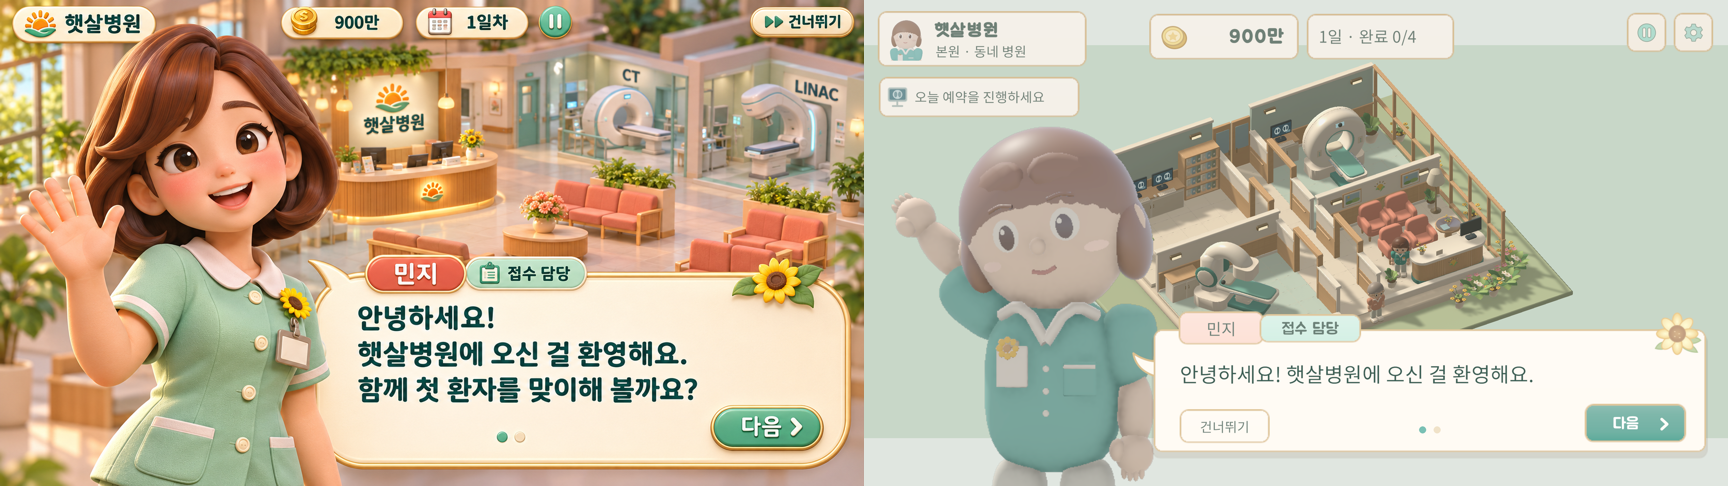 햇살병원
900만
1일차
건너뛰기
CT
LINAC
햇살병원
민지
접수 담당
안녕하세요!
햇살병원에 오신 걸 환영해요.
함께 첫 환자를 맞이해 볼까요?
다음
햇살병원
본원 · 동네 병원
900만
1일 · 완료 0/4
오늘 예약을 진행하세요
민지
접수 담당
안녕하세요! 햇살병원에 오신 걸 환영해요.
건너뛰기
다음